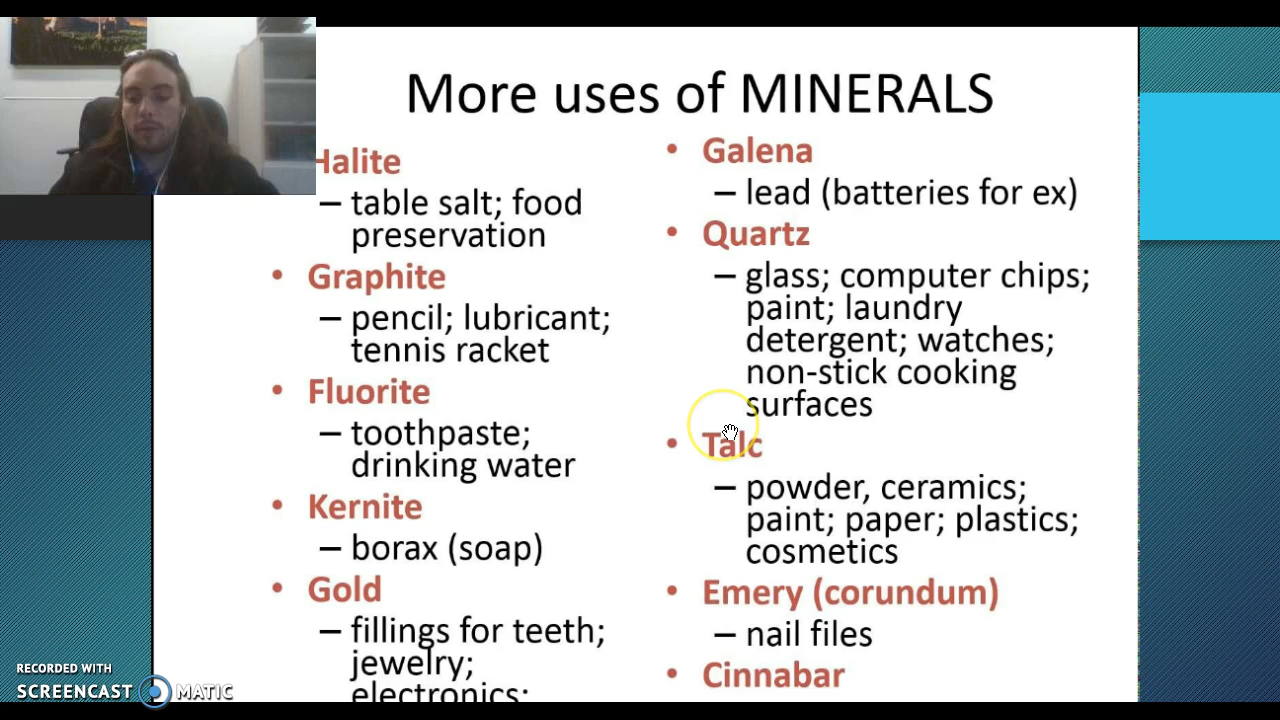 More uses of MINERALS
Halite
– table salt; food
preservation
• Graphite
– pencil; lubricant;
tennis racket
• Fluorite
– toothpaste;
drinking water
• Kernite
– borax (soap)
• Gold
– fillings for teeth;
jewelry;
electronics;
• Galena
– lead (batteries for ex)
• Quartz
– glass; computer chips;
paint; laundry
detergent; watches;
non-stick cooking
surfaces
• Talc
– powder, ceramics;
paint; paper; plastics;
cosmetics
• Emery (corundum)
– nail files
• Cinnabar
RECORDED WITH
SCREENCAST MATIC